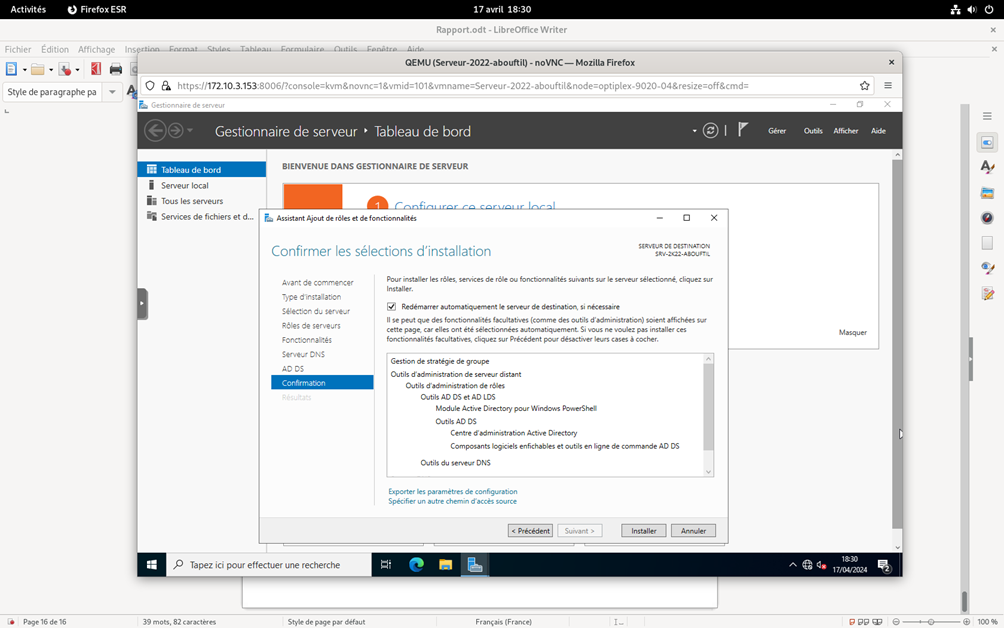 Activités Firefox ESR 17 avril 18:30
Rapport.odt - LibreOffice Writer
Fichier Édition Affichage Insertion Format Styles Tableau Formulaire Outils Fenêtre Aide
QEMU (Serveur-2022-abouftil) - noVNC — Mozilla Firefox
https://172.10.3.153:8006/?console=kvm&novnc=1&vmid=101&vmname=Serveur-2022-abouftil&node=optiplex-9020-04&resize=off&cmd=
Style de paragraphe pa
Gestionnaire de serveur
Gestionnaire de serveur Tableau de bord
Gérer Outils Afficher Aide
Tableau de bord
Serveur local
Tous les serveurs
Services de fichiers et d...
BIENVENUE DANS GESTIONNAIRE DE SERVEUR
1 Configurer ce serveur local
Masquer
Assistant Ajout de rôles et de fonctionnalités
Confirmer les sélections d'installation
SERVEUR DE DESTINATION
SRV-2K22-ABOUFTIL
Avant de commencer
Type d'installation
Sélection du serveur
Rôles de serveurs
Fonctionnalités
Serveur DNS
AD DS
Confirmation
Résultats
Pour installer les rôles, services de rôle ou fonctionnalités suivants sur le serveur sélectionné, cliquez sur
Installer.
Redémarrer automatiquement le serveur de destination, si nécessaire
Il se peut que des fonctionnalités facultatives (comme des outils d'administration) soient affichées sur
cette page, car elles ont été sélectionnées automatiquement. Si vous ne voulez pas installer ces
fonctionnalités facultatives, cliquez sur Précédent pour désactiver leurs cases à cocher.
Gestion de stratégie de groupe
Outils d'administration de serveur distant
Outils d'administration de rôles
Outils AD DS et AD LDS
Module Active Directory pour Windows PowerShell
Outils AD DS
Centre d'administration Active Directory
Composants logiciels enfichables et outils en ligne de commande AD DS
Outils du serveur DNS
Exporter les paramètres de configuration
Spécifier un autre chemin d'accès source
< Précédent Suivant > Installer Annuler
Tapez ici pour effectuer une recherche
18:30
17/04/2024
2
Page 16 de 16 39 mots, 82 caractères Style de page par défaut Français (France) 100 %